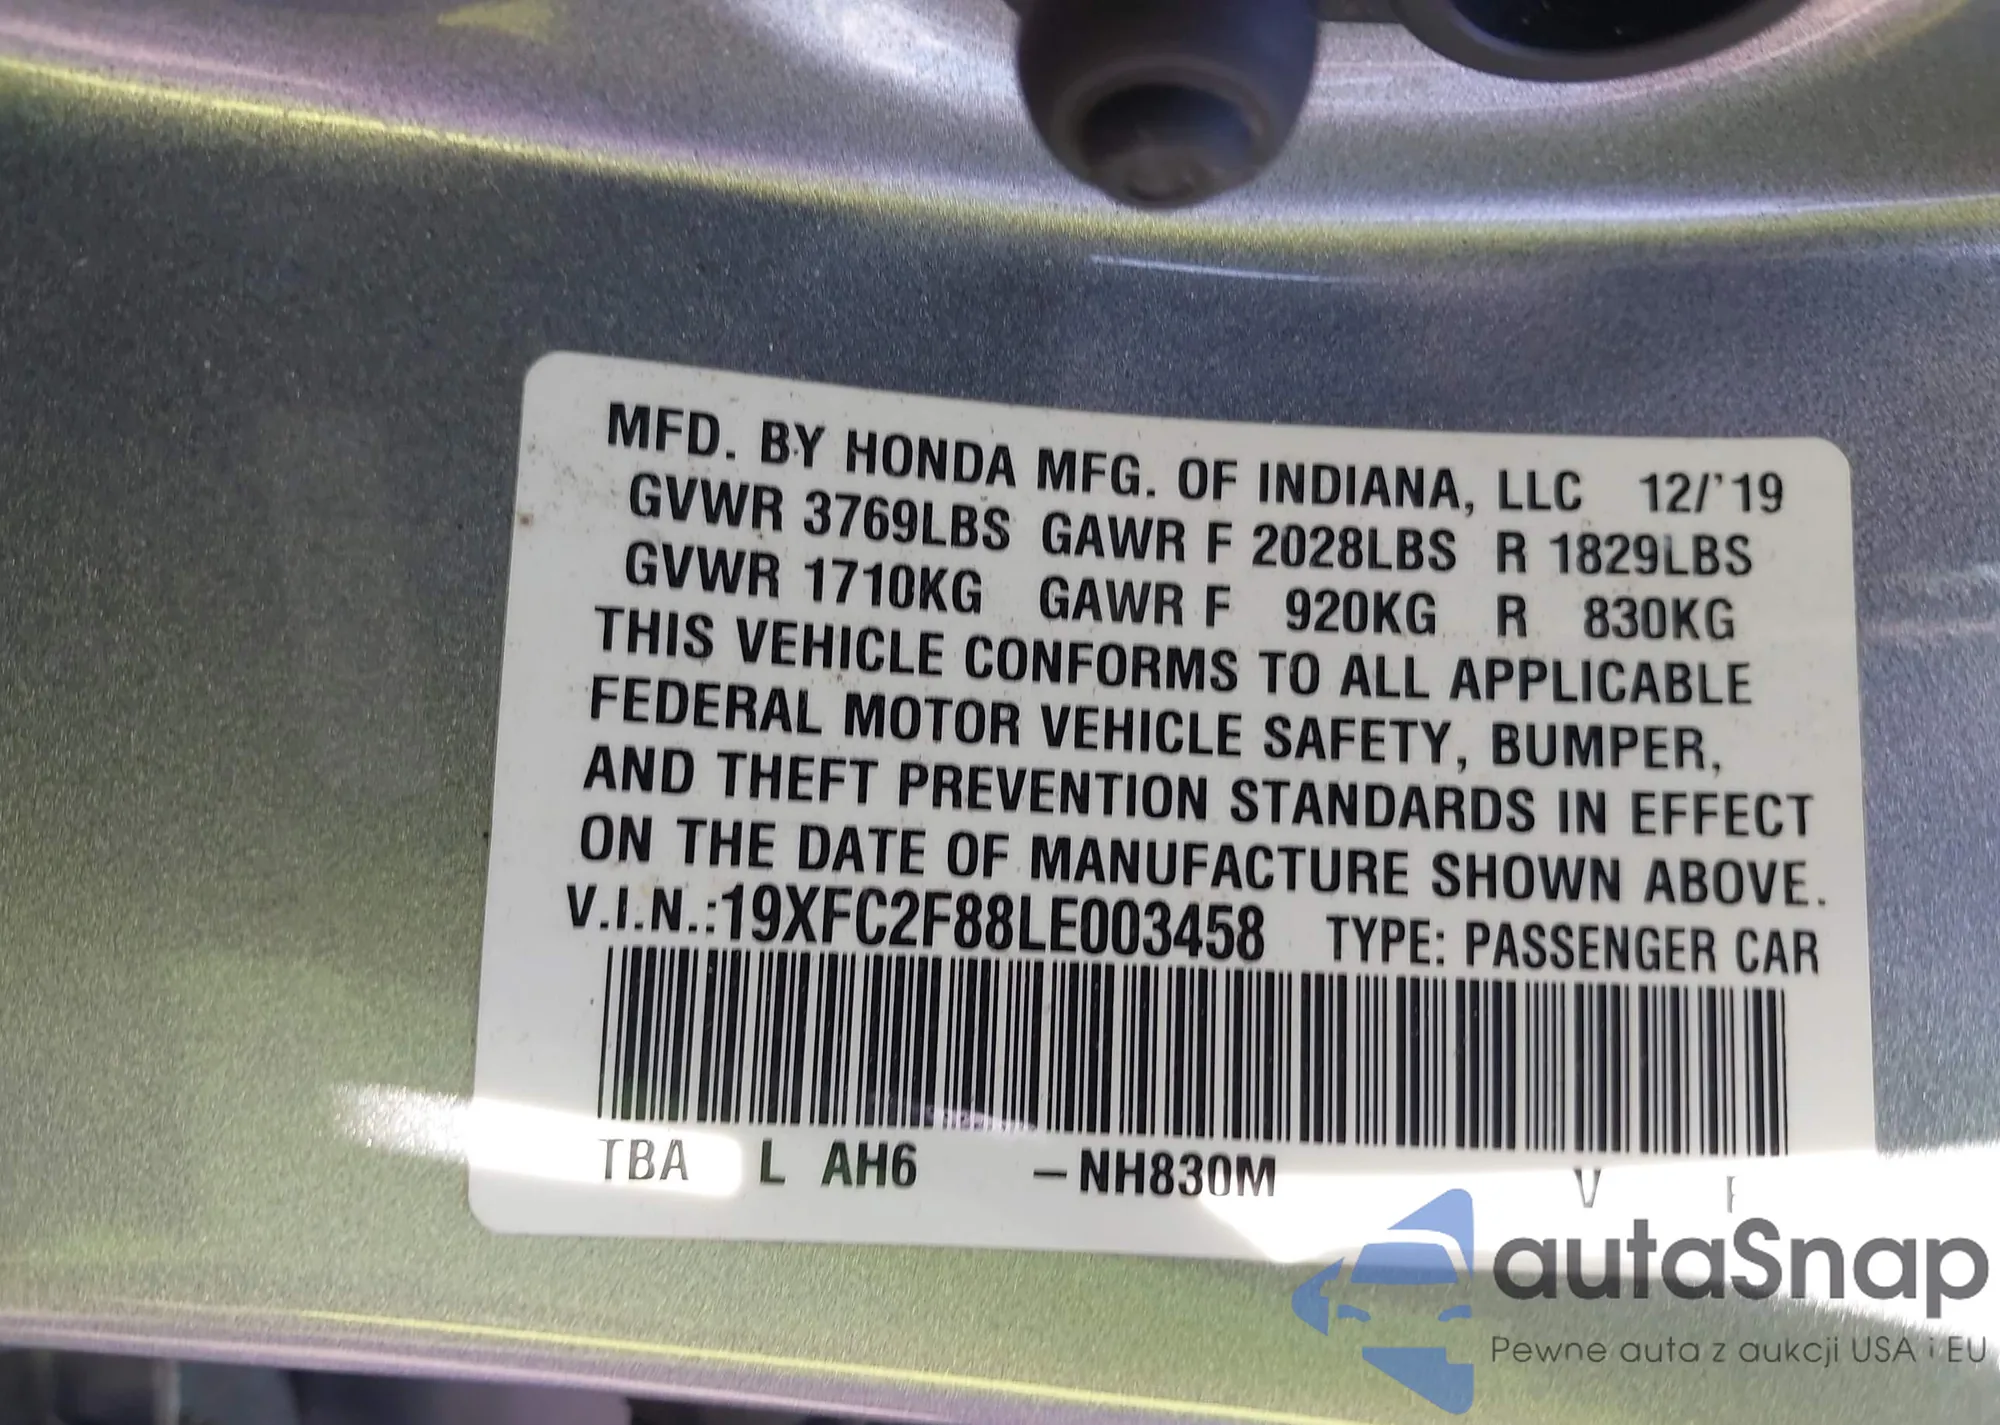 MFD. BY HONDA MFG. OF INDIANA, LLC 12/'19
GVWR 3769LBS GAWR F 2028LBS R 1829LBS
GVWR 1710KG GAWR F 920KG R 830KG
THIS VEHICLE CONFORMS TO ALL APPLICABLE
FEDERAL MOTOR VEHICLE SAFETY, BUMPER,
AND THEFT PREVENTION STANDARDS IN EFFECT
ON THE DATE OF MANUFACTURE SHOWN ABOVE.
V.I.N.:19XFC2F88LE003458 TYPE: PASSENGER CAR
TBA L AH6 –NH830M V
autaSnap
Pewne auta z aukcji USA i EU